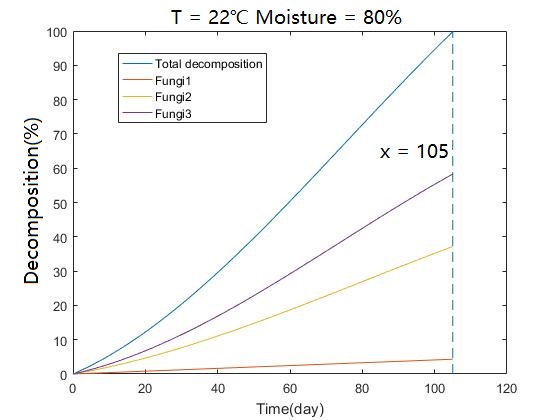 T = 22℃ Moisture = 80%
Decomposition(%)
100
90
80
70
60
50
40
30
20
10
0
Total decomposition
Fungi1
Fungi2
Fungi3
x = 105
0 20 40 60 80 100 120
Time(day)